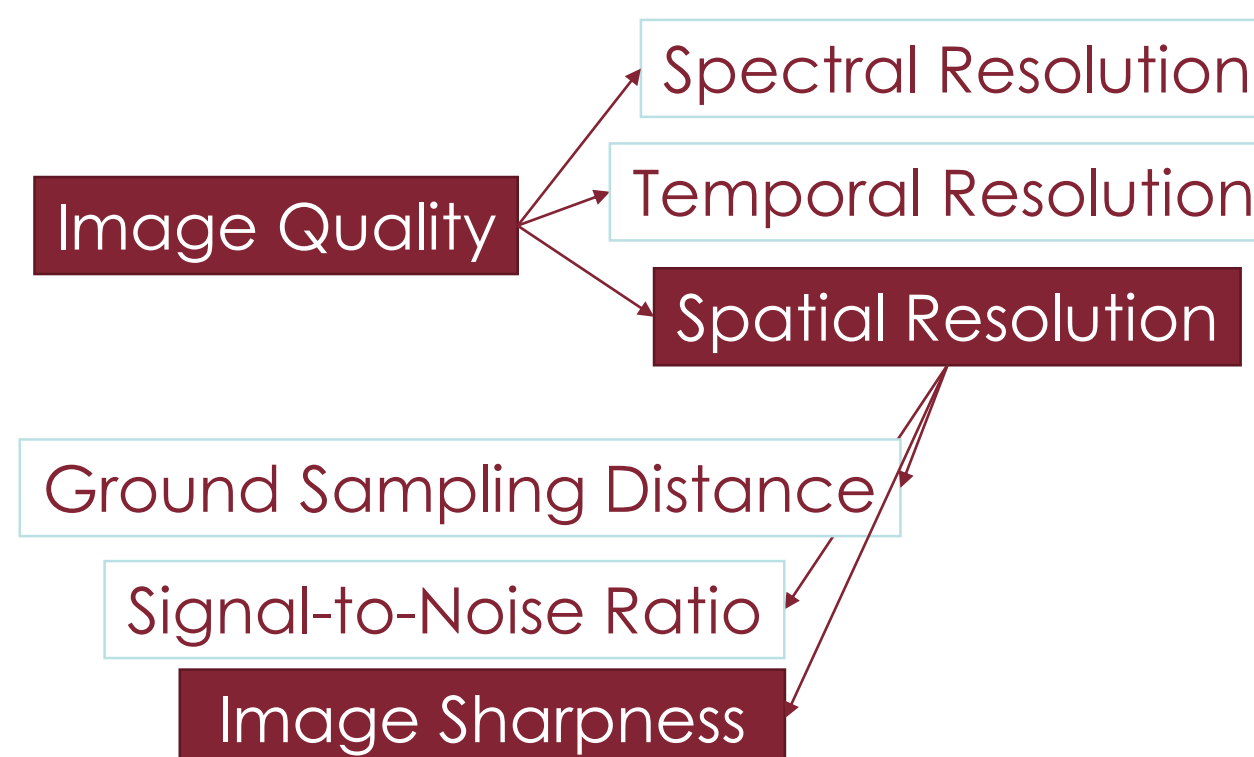 Spectral Resolution
Temporal Resolution
Image Quality
Spatial Resolution
Ground Sampling Distance
Signal-to-Noise Ratio
Image Sharpness